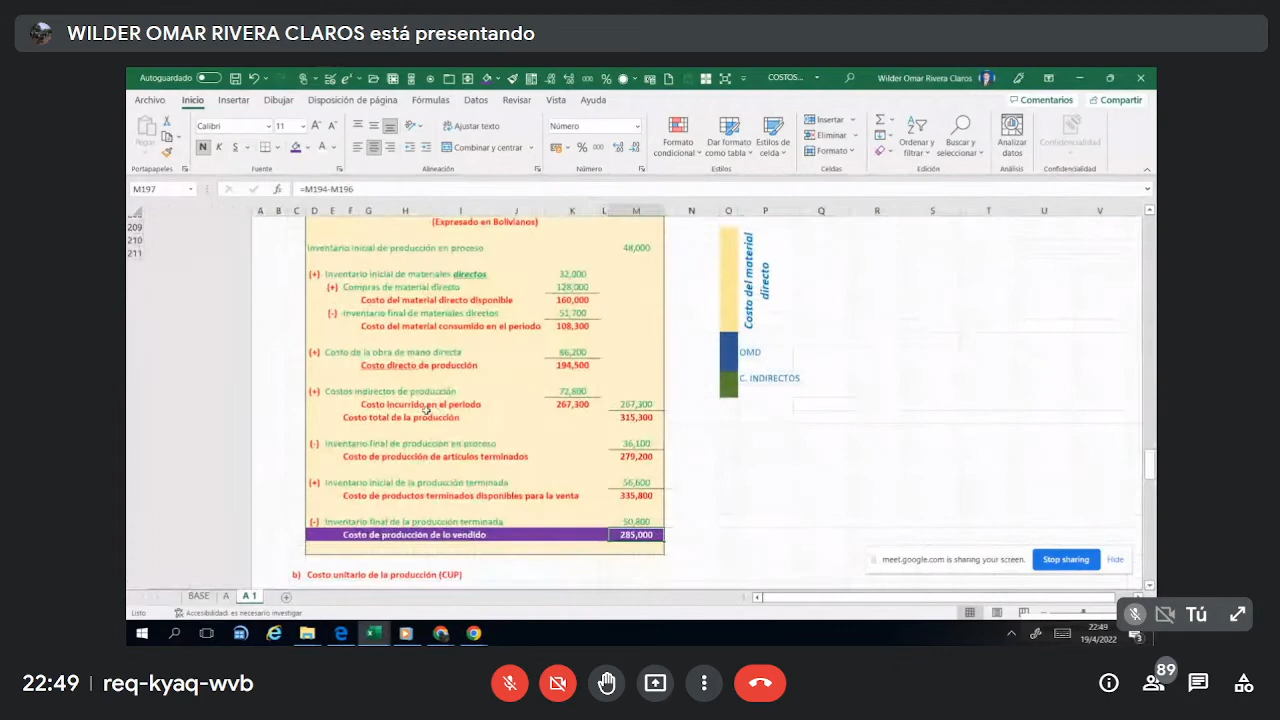 WILDER OMAR RIVERA CLAROS está presentando
Autoguardado
COSTOS...
Wilder Omar Rivera Claros
Archivo Inicio Insertar Dibujar Disposición de página Fórmulas Datos Revisar Vista Ayuda
Comentarios Compartir
Calibri 11
Ajustar texto
Número
Insertar
Pegar
N K S
Combinar y centrar
Formato condicional
Dar formato como tabla
Estilos de celda
Eliminar
Formato
Ordenar y filtrar
Buscar y seleccionar
Analizar datos
Confidencialidad
Portapapeles Fuente Alineación Número Estilos Celdas Edición Análisis Confidencialidad
M197 fx =M194-M196
A B C D E F G H I J K L M N O P Q R S T U V
209
210
211
(Expresado en Bolivianos)
Inventario inicial de producción en proceso 48,000
(+) Inventario inicial de materiales directos 32,000
(+) Compras de material directo 128,000
Costo del material directo disponible 160,000
(-) Inventario final de materiales directos 51,700
Costo del material consumido en el periodo 108,300
(+) Costo de la obra de mano directa 86,200
Costo directo de producción 194,500
(+) Costos indirectos de producción 72,800
Costo incurrido en el periodo 267,300 267,300
Costo total de la producción 315,300
(-) Inventario final de producción en proceso 36,100
Costo de producción de artículos terminados 279,200
(+) Inventario inicial de la producción terminada 56,600
Costo de productos terminados disponibles para la venta 335,800
(-) Inventario final de la producción terminada 50,800
Costo de producción de lo vendido 285,000
b) Costo unitario de la producción (CUP)
Costo del material directo
OMD
C. INDIRECTOS
meet.google.com is sharing your screen. Stop sharing Hide
BASE A A 1
Listo Accesibilidad: es necesario investigar
Tú
22:49
19/4/2022
3
22:49 | req-kyaq-wvb
89